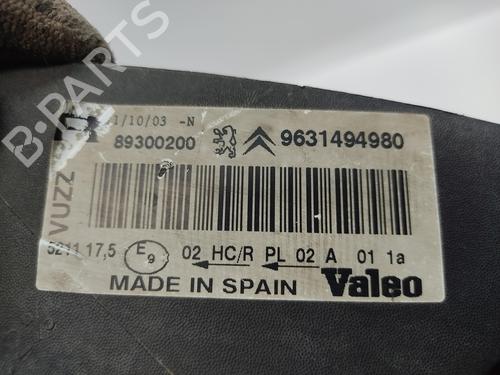 B-PARTS
VUZZ
1/10/03 -N
89300200 9631494980
5211 17,5 E9 02 HC/R PL 02 A 01 1a
MADE IN SPAIN Valeo